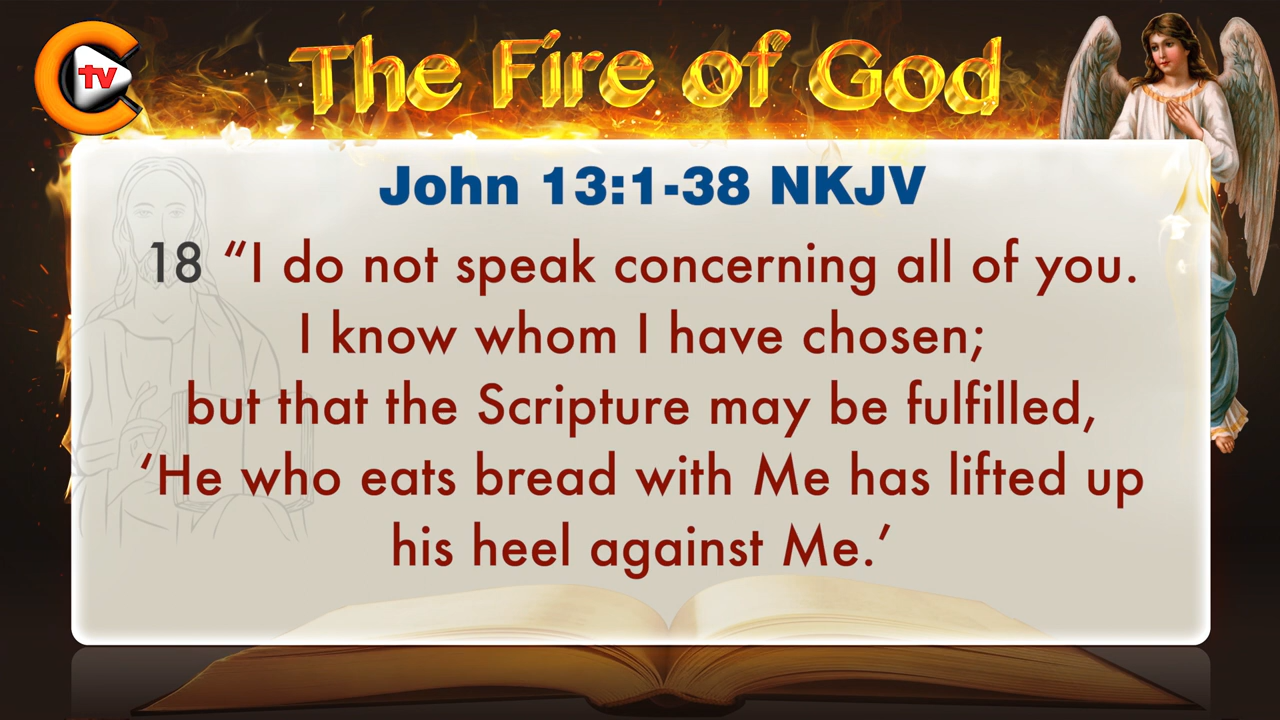 tv
The Fire of God
John 13:1-38 NKJV
18 “I do not speak concerning all of you.
I know whom I have chosen;
but that the Scripture may be fulfilled,
‘He who eats bread with Me has lifted up
his heel against Me.’